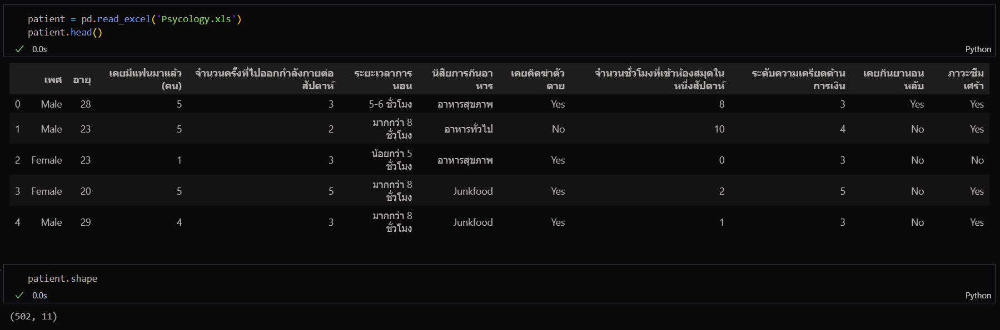 patient = pd.read_excel('Psycology.xls')
patient.head()
0.0s
Python
เพศ อายุ เคยมีแฟนมาแล้ว (คน) จำนวนครั้งที่ไปออกกำลังกายต่อ สัปดาห์ ระยะเวลาการ นอน นิสิยการกินอา หาร เคยคิดฆ่าตัว ตาย จำนวนชั่วโมงที่เข้าห้องสมุดใน หนึ่งสัปดาห์ ระดับความเครียดด้าน การเงิน เคยกินยานอน หลับ ภาวะซึม เศร้า
0 Male 28 5 3 5-6 ชั่วโมง อาหารสุขภาพ Yes 8 3 Yes Yes
1 Male 23 5 2 มากกว่า 8 ชั่วโมง อาหารทั่วไป No 10 4 No Yes
2 Female 23 1 3 น้อยกว่า 5 ชั่วโมง อาหารสุขภาพ Yes 0 3 No No
3 Female 20 5 5 มากกว่า 8 ชั่วโมง Junkfood Yes 2 5 No Yes
4 Male 29 4 3 มากกว่า 8 ชั่วโมง Junkfood Yes 1 3 No Yes
patient.shape
0.0s
Python
(502, 11)